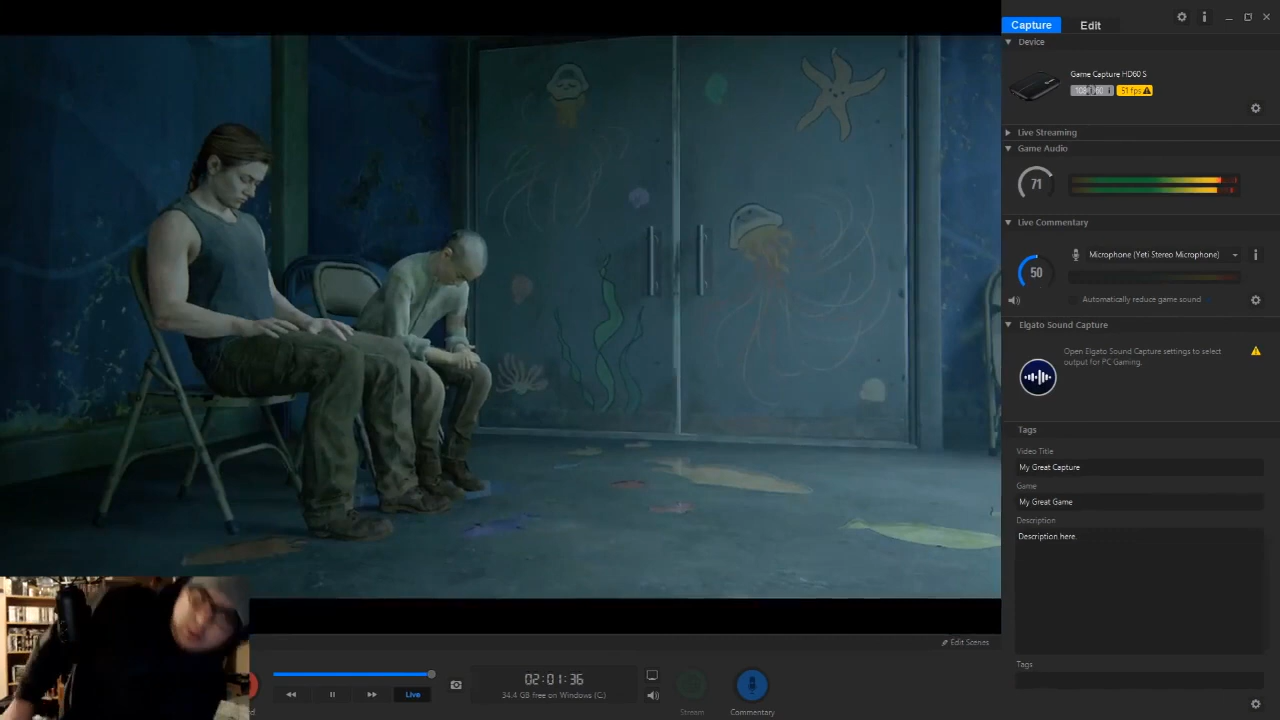 Capture
Edit
Device
Game Capture HD60 S
51 fps
Live Streaming
Game Audio
71
Live Commentary
50
Microphone (Yeti Stereo Microphone)
Automatically reduce game sound
Elgato Sound Capture
Open Elgato Sound Capture settings to select
output for PC Gaming.
Tags
Video Title
My Great Capture
Game
My Great Game
Description
Description here.
Tags
Edit Scenes
Live
02:01:36
34.4 GB free on Windows (C:)
Stream
Commentary